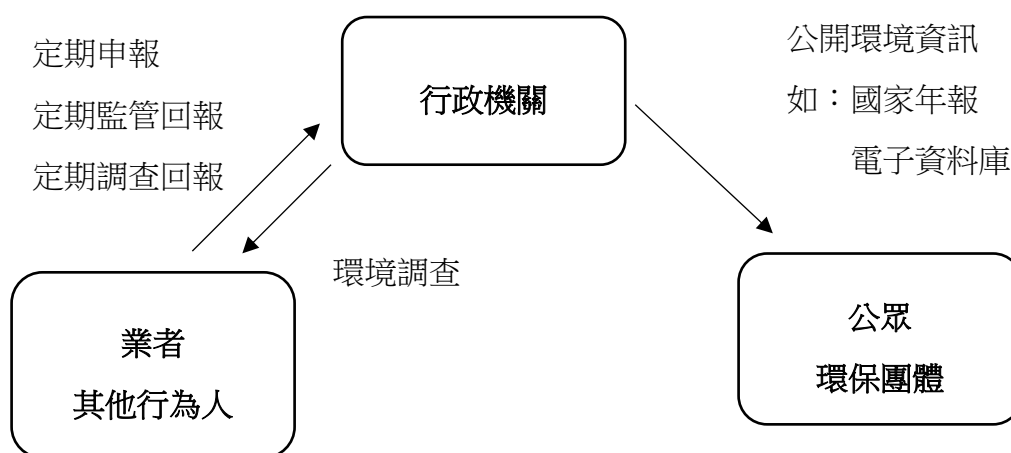 定期申報
定期監管回報
定期調查回報
行政機關
公開環境資訊
如：國家年報
電子資料庫
環境調查
業者
其他行為人
公眾
環保團體